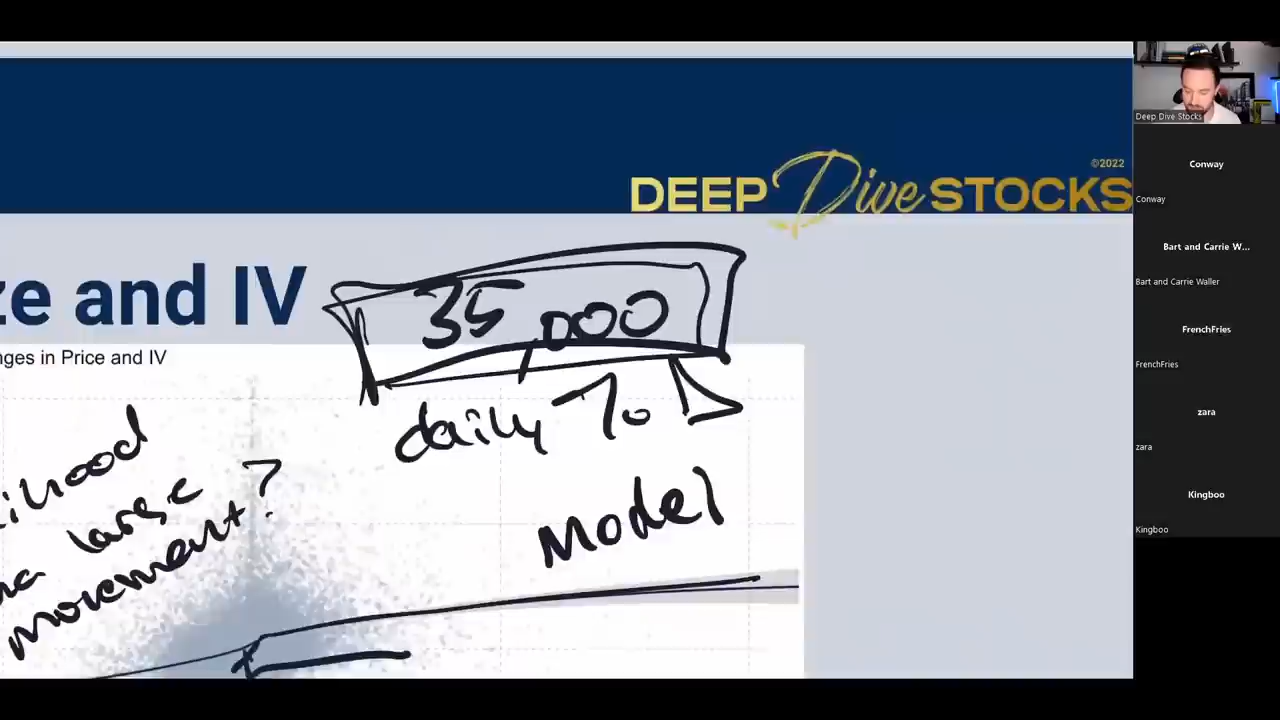 ©2022
DEEP Dive STOCKS
ze and IV
35,000
nges in Price and IV
daily % Δ
large
movement?
Model
Deep Dive Stocks
Conway
Conway
Bart and Carrie W...
Bart and Carrie Waller
FrenchFries
FrenchFries
zara
zara
Kingboo
Kingboo